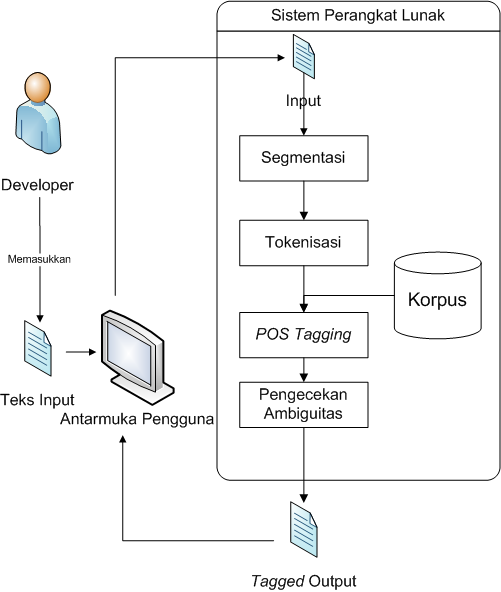 Sistem Perangkat Lunak
Input
Segmentasi
Developer
Tokenisasi
Memasukkan
Korpus
POS Tagging
Teks Input
Antarmuka Pengguna
Pengecekan
Ambiguitas
Tagged Output